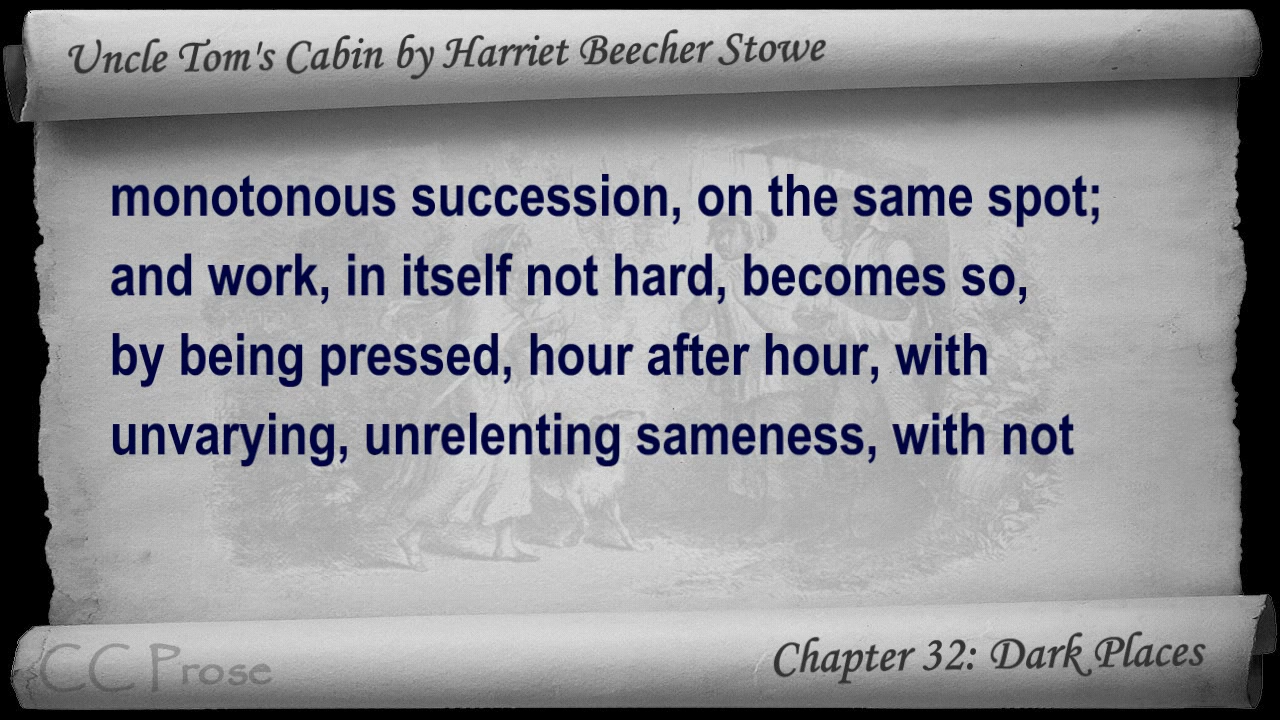 Uncle Tom's Cabin by Harriet Beecher Stowe
monotonous succession, on the same spot;
and work, in itself not hard, becomes so,
by being pressed, hour after hour, with
unvarying, unrelenting sameness, with not
CC Prose
Chapter 32: Dark Places